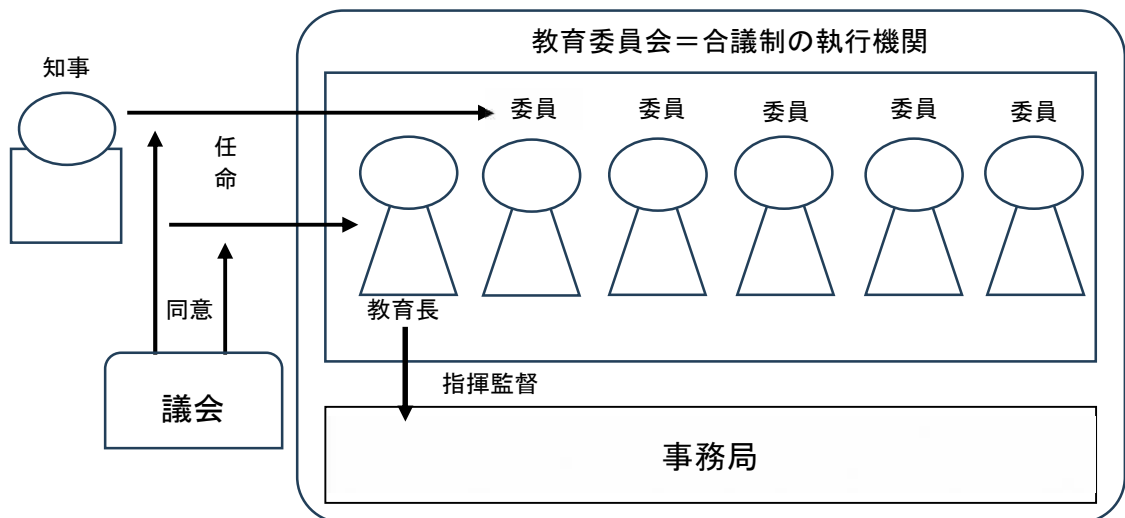 教育委員会=合議制の執行機関
知事
委員
委員
委員
委員
委員
任
命
同意
教育長
指揮監督
議会
事務局